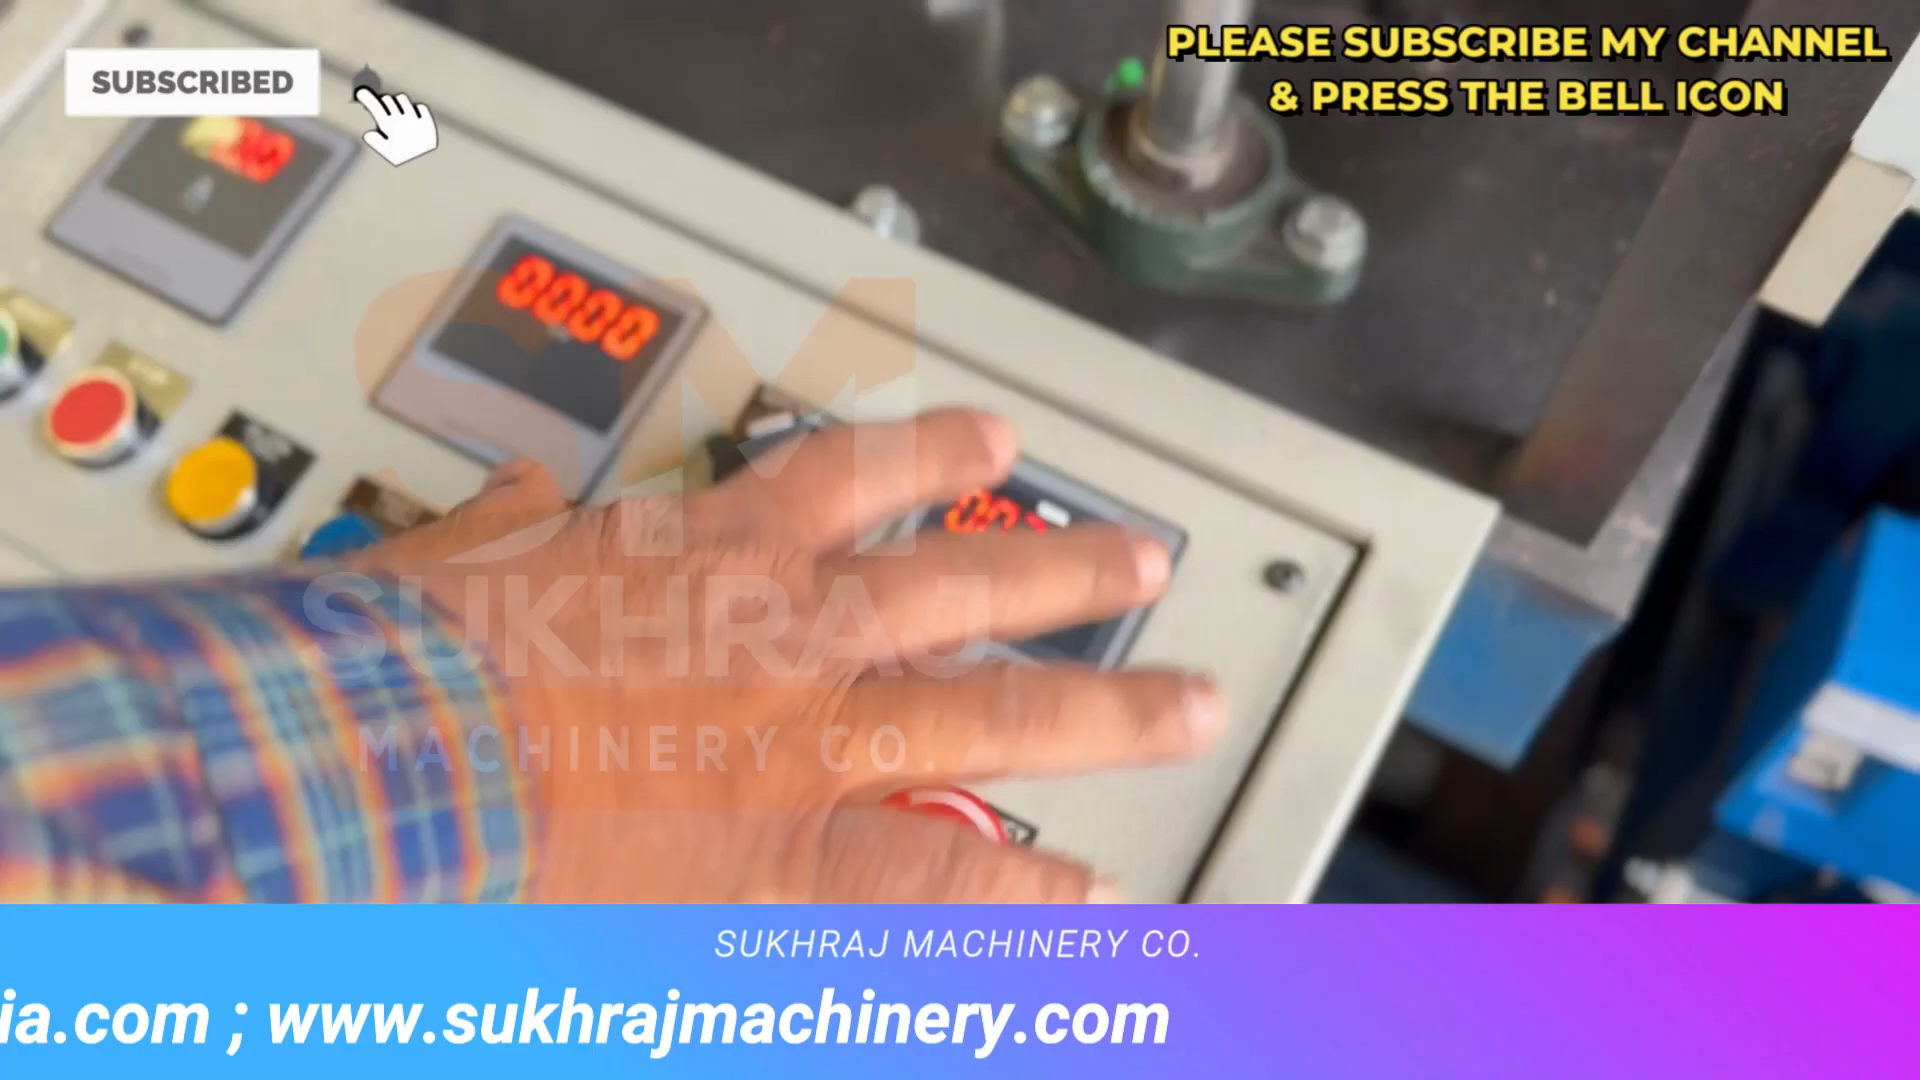 SUBSCRIBED
PLEASE SUBSCRIBE MY CHANNEL
& PRESS THE BELL ICON
0000
SM
SUKHRAJ
MACHINERY CO.
SUKHRAJ MACHINERY CO.
ia.com ; www.sukhrajmachinery.com